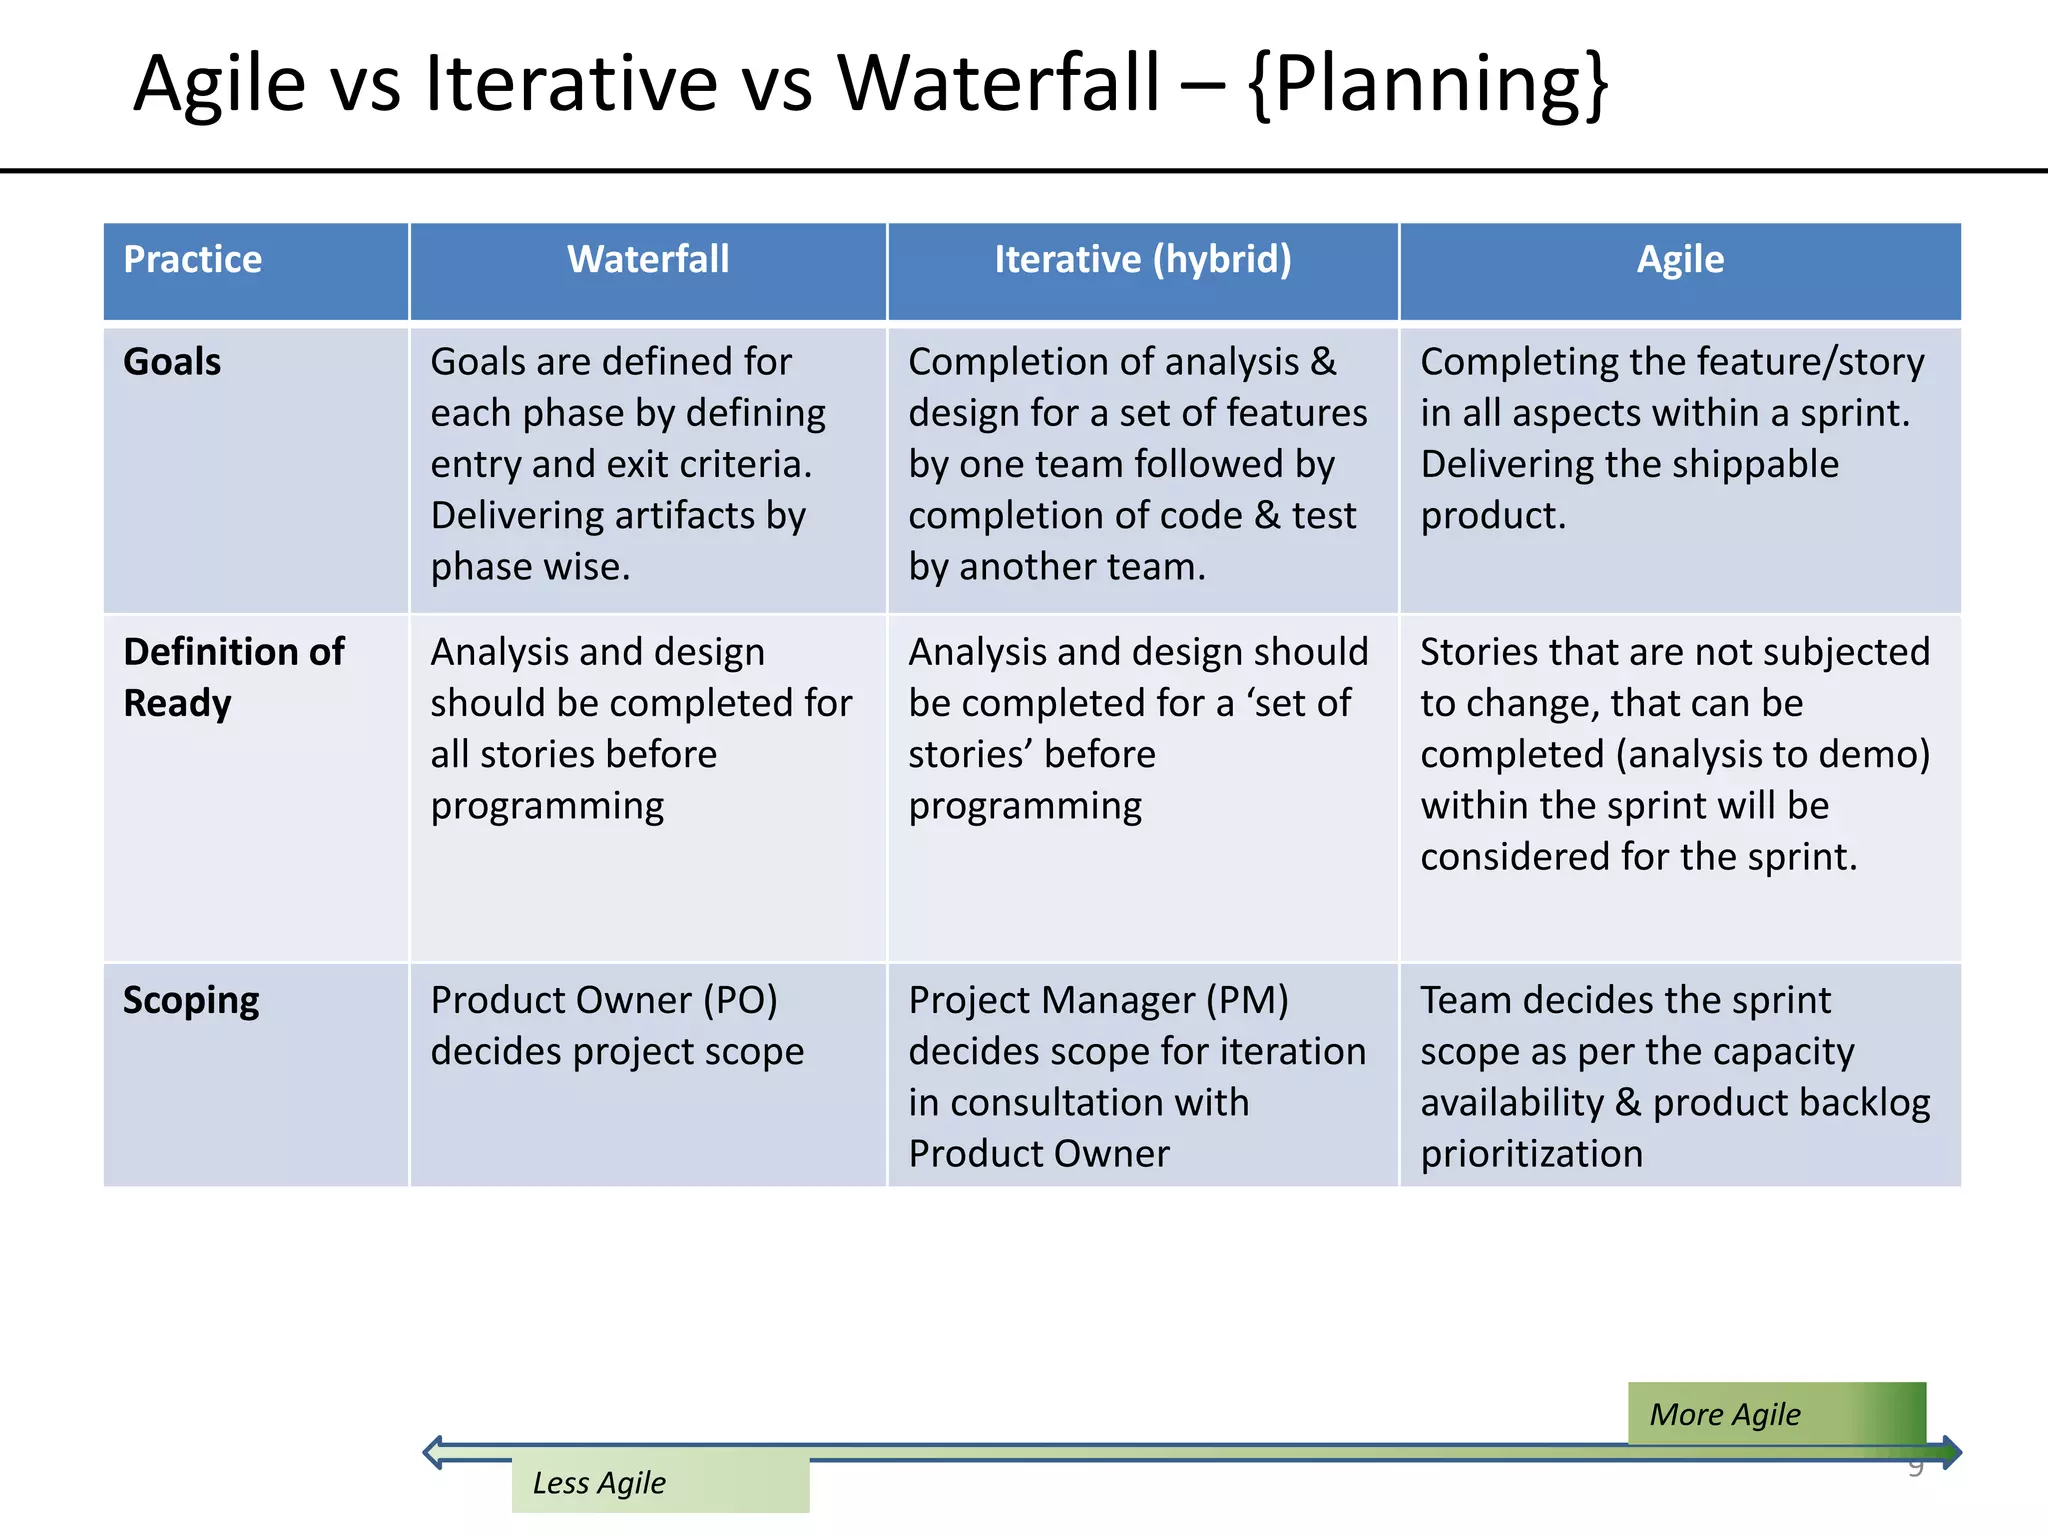 Agile vs Iterative vs Waterfall – {Planning}
Practice
Waterfall
Iterative (hybrid)
Agile
Goals
Goals are defined for
each phase by defining
entry and exit criteria.
Delivering artifacts by
phase wise.
Completion of analysis &
design for a set of features
by one team followed by
completion of code & test
by another team.
Completing the feature/story
in all aspects within a sprint.
Delivering the shippable
product.
Definition of
Ready
Analysis and design
should be completed for
all stories before
programming
Analysis and design should
be completed for a ‘set of
stories’ before
programming
Stories that are not subjected
to change, that can be
completed (analysis to demo)
within the sprint will be
considered for the sprint.
Scoping
Product Owner (PO)
decides project scope
Project Manager (PM)
decides scope for iteration
in consultation with
Product Owner
Team decides the sprint
scope as per the capacity
availability & product backlog
prioritization
More Agile
Less Agile
9